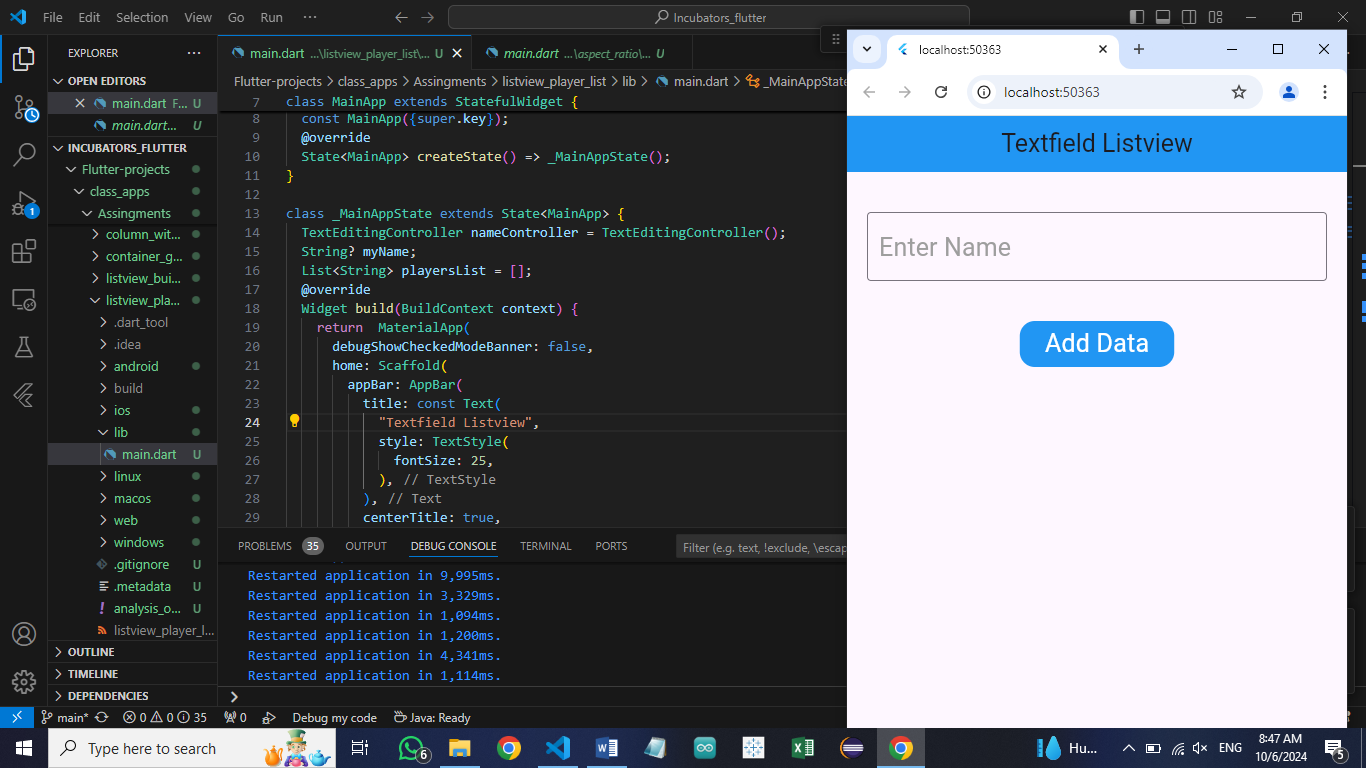 File Edit Selection View Go Run ···
Incubators_flutter
EXPLORER ···
OPEN EDITORS
main.dart F... U
main.dart... U
INCUBATORS_FLUTTER
Flutter-projects
class_apps
Assingments
column_wit...
container_g...
listview_bui...
listview_pla...
.dart_tool
.idea
android
build
ios
lib
main.dart U
linux
macos
web
windows
.gitignore U
.metadata U
analysis_o... U
listview_player_l...
OUTLINE
TIMELINE
DEPENDENCIES
main.dart ...\listview_player_list\... U
main.dart ...\aspect_ratio\... U
Flutter-projects > class_apps > Assingments > listview_player_list > lib > main.dart > _MainAppState
7 class MainApp extends StatefulWidget {
8 const MainApp({super.key});
9 @override
10 State<MainApp> createState() => _MainAppState();
11 }
12
13 class _MainAppState extends State<MainApp> {
14 TextEditingController nameController = TextEditingController();
15 String? myName;
16 List<String> playersList = [];
17 @override
18 Widget build(BuildContext context) {
19 return  MaterialApp(
20 debugShowCheckedModeBanner: false,
21 home: Scaffold(
22 appBar: AppBar(
23 title: const Text(
24 "Textfield Listview",
25 style: TextStyle(
26 fontSize: 25,
27 ), // TextStyle
28 ), // Text
29 centerTitle: true,
PROBLEMS 35 OUTPUT DEBUG CONSOLE TERMINAL PORTS
Filter (e.g. text, !exclude, \escap
Restarted application in 9,995ms.
Restarted application in 3,329ms.
Restarted application in 1,094ms.
Restarted application in 1,200ms.
Restarted application in 4,341ms.
Restarted application in 1,114ms.
main* 0 0 35 0 Debug my code Java: Ready
1
localhost:50363
localhost:50363
Textfield Listview
Enter Name
Add Data
Type here to search
6
Hu...
ENG
8:47 AM
10/6/2024
5